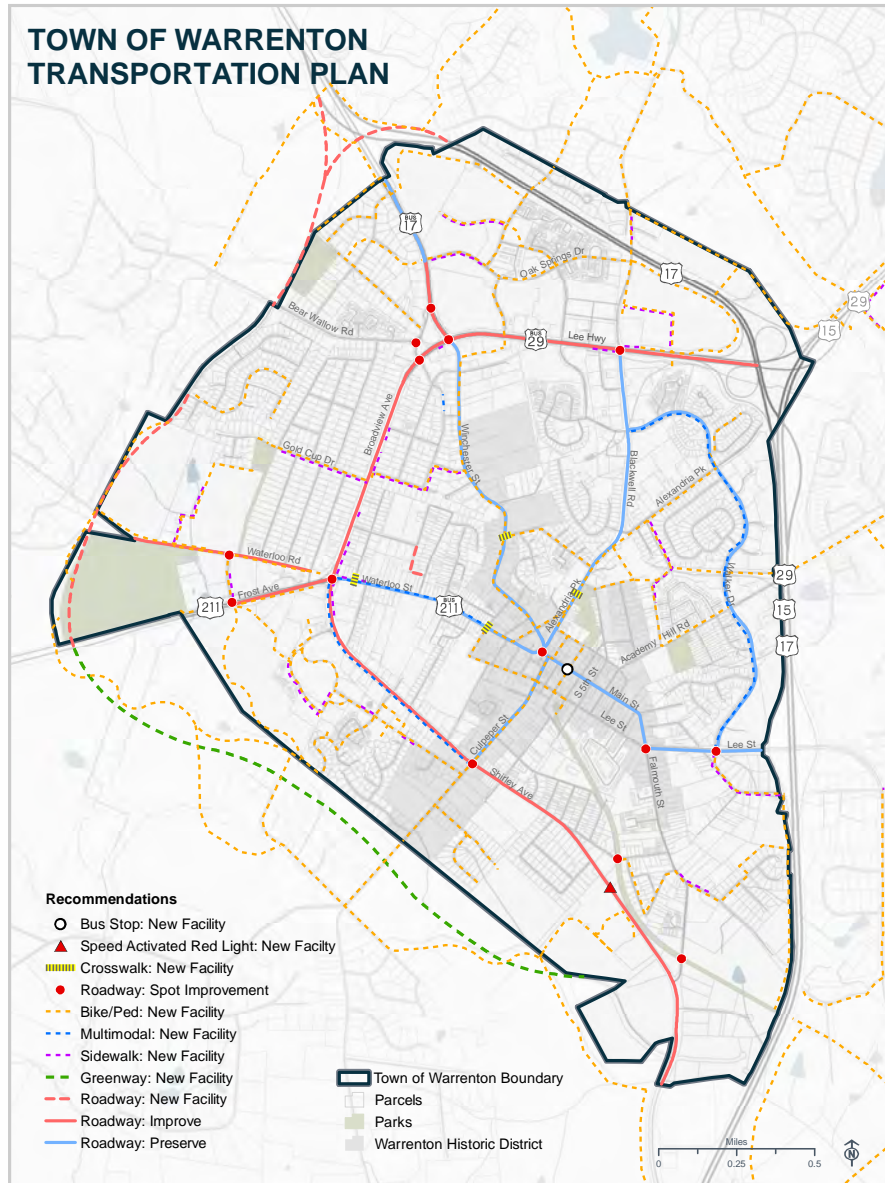 TOWN OF WARRENTON
TRANSPORTATION PLAN
BUS
17
Oak Springs Dr
17
29
15
Bear Wallow Rd
BUS
29
Lee Hwy
Broadview Ave
Winchester St
Gold Cup Dr
Blackwell Rd
Alexandria Pk
Waterloo Rd
Waterloo St
Frost Ave
211
BUS
211
Alexandria Pk
Walker Dr
29
15
17
Academy Hill Rd
S 5th St
Main St
Lee St
Lee St
Culpeper St
Shirley Ave
Falmouth St
Recommendations
Bus Stop: New Facility
Speed Activated Red Light: New Facilty
Crosswalk: New Facility
Roadway: Spot Improvement
Bike/Ped: New Facility
Multimodal: New Facility
Sidewalk: New Facility
Greenway: New Facility
Roadway: New Facility
Roadway: Improve
Roadway: Preserve
Town of Warrenton Boundary
Parcels
Parks
Warrenton Historic District
Miles
0 0.25 0.5
N